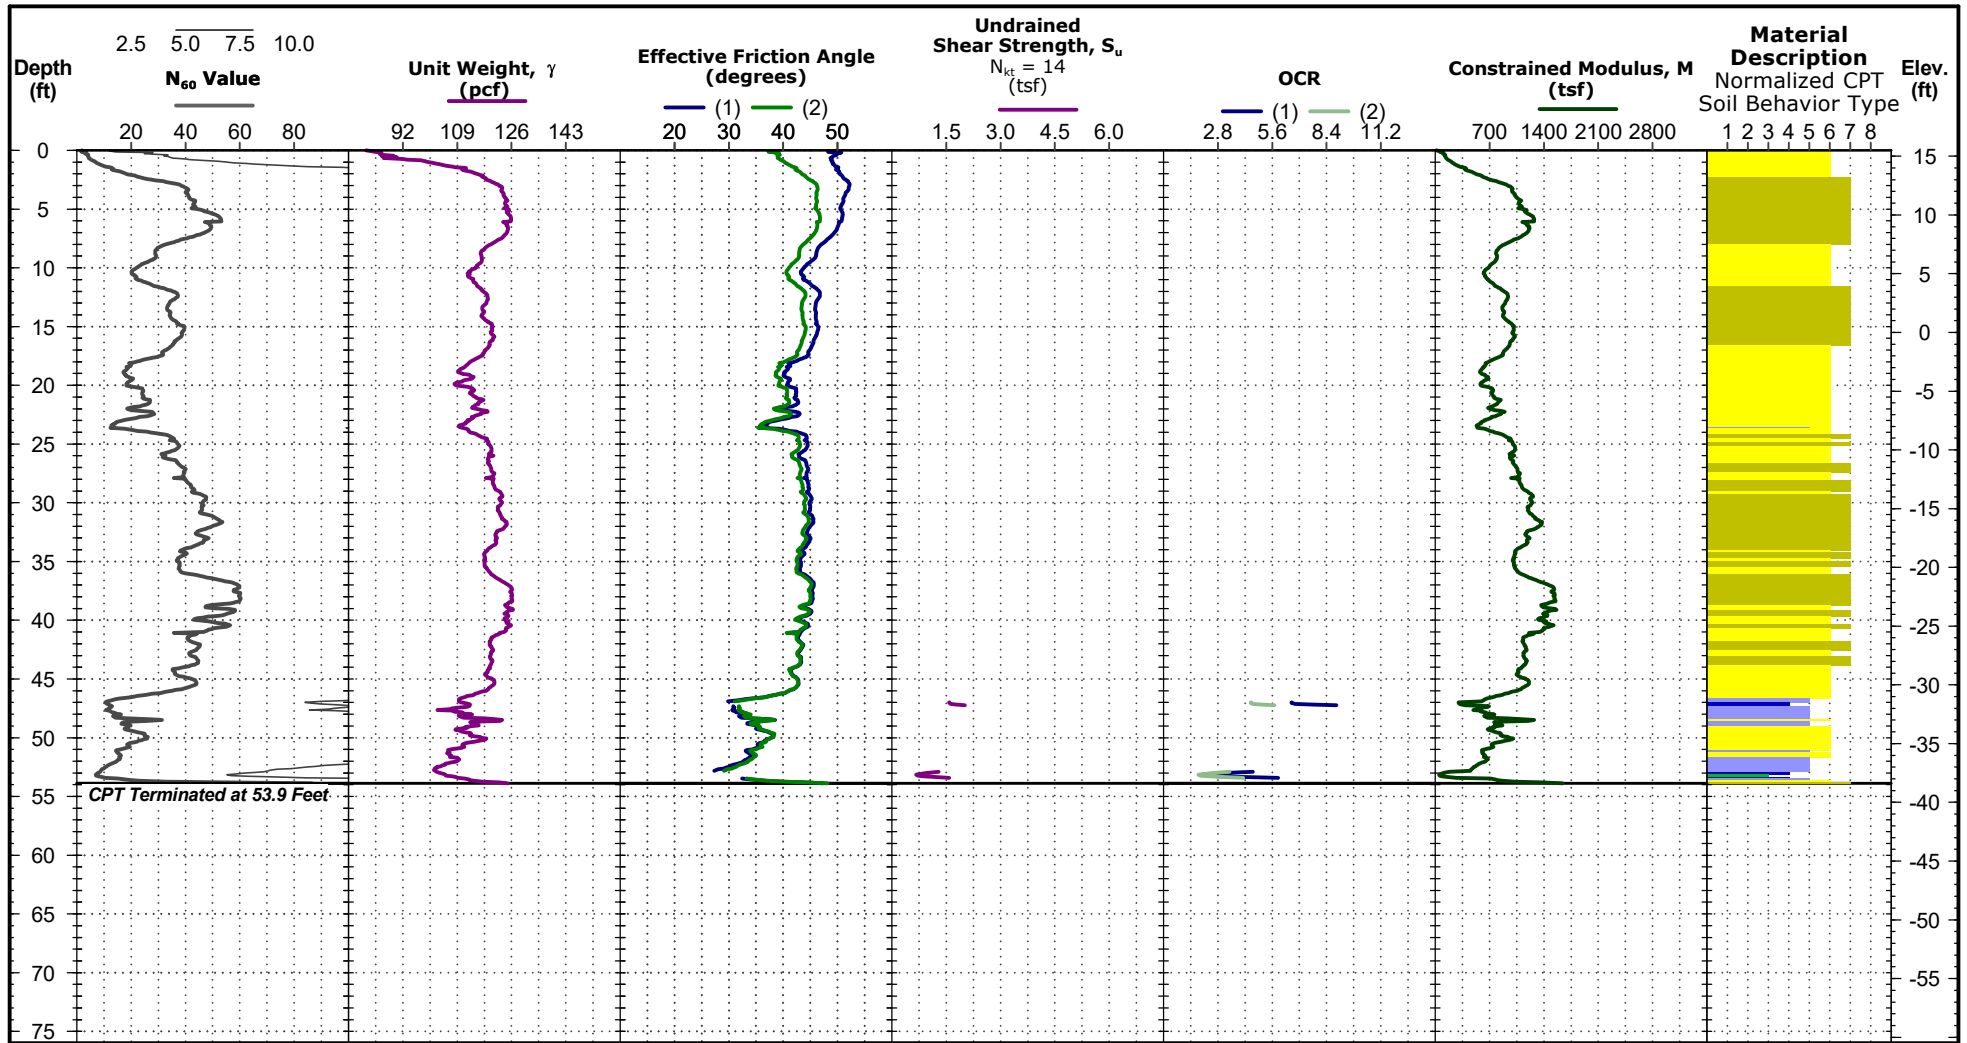 Depth
(ft)
2.5 5.0 7.5 10.0
N60 Value
20 40 60 80
Unit Weight, γ
(pcf)
92 109 126 143
Effective Friction Angle
(degrees)
(1) (2)
20 30 40 50
Undrained
Shear Strength, Su
Nkt = 14
(tsf)
1.5 3.0 4.5 6.0
OCR
(1) (2)
2.8 5.6 8.4 11.2
Constrained Modulus, M
(tsf)
700 1400 2100 2800
Material
Description
Normalized CPT
Soil Behavior Type
1 2 3 4 5 6 7 8
Elev.
(ft)
0
5
10
15
20
25
30
35
40
45
50
55
60
65
70
75
CPT Terminated at 53.9 Feet
15
10
5
0
-5
-10
-15
-20
-25
-30
-35
-40
-45
-50
-55